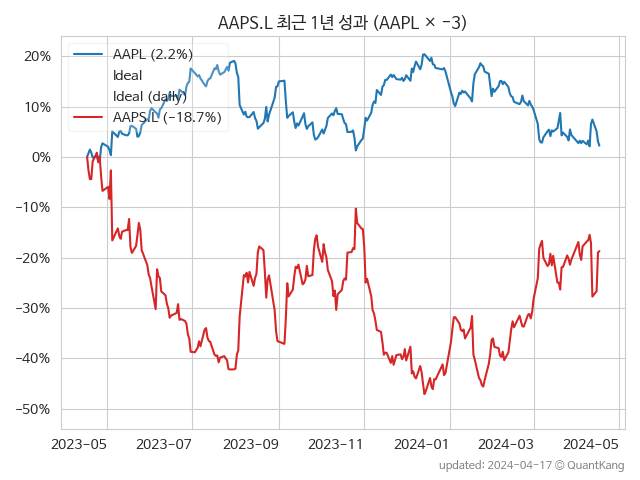 AAPS.L 최근 1년 성과 (AAPL × −3)
AAPL (2.2%)
Ideal
Ideal (daily)
AAPS.L (−18.7%)
20%
10%
0%
−10%
−20%
−30%
−40%
−50%
2023-05 2023-07 2023-09 2023-11 2024-01 2024-03 2024-05
updated: 2024-04-17 © QuantKang